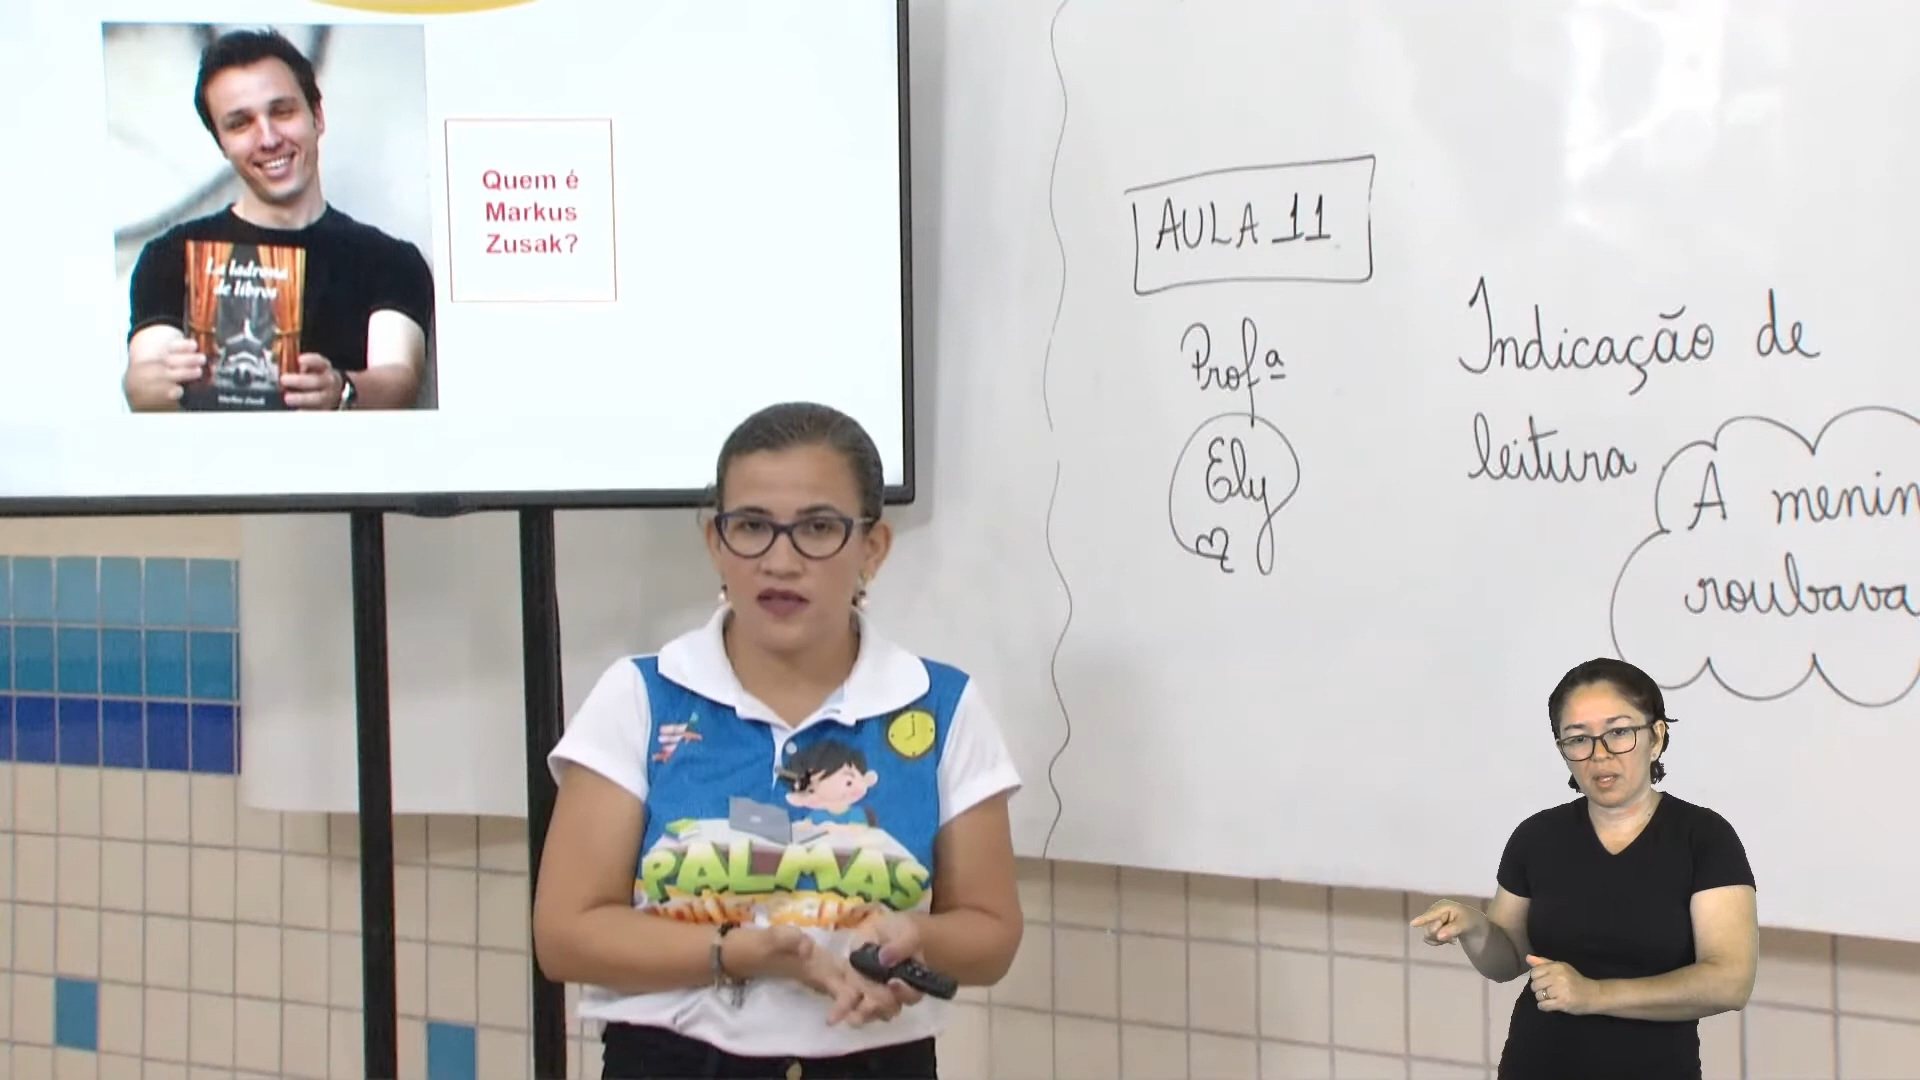 Quem é
Markus
Zusak?
La ladrona
de libros
AULA 11
Profª
Ely
Indicação de
leitura
A menin
roubava
PALMAS